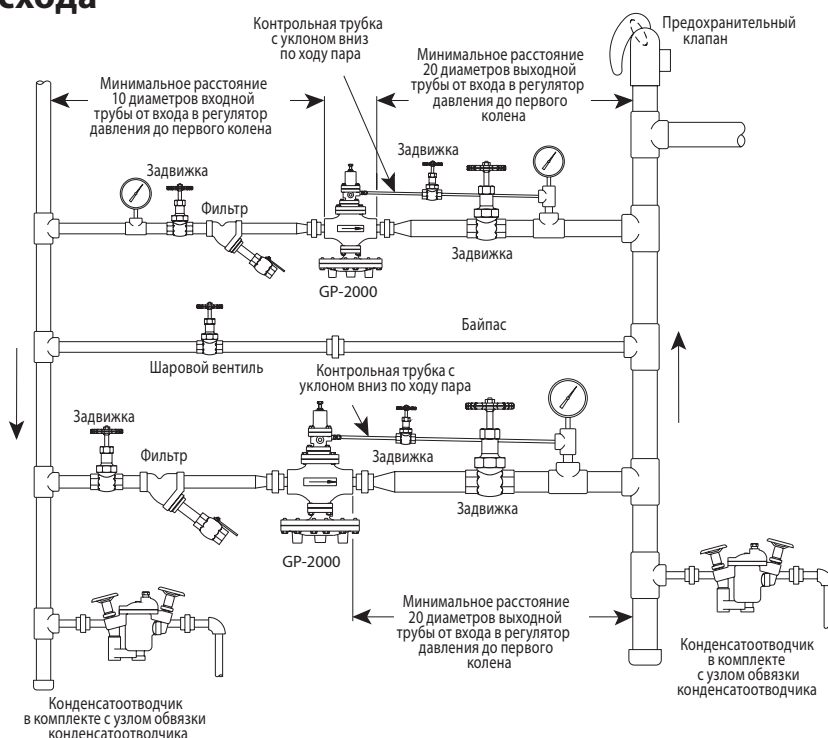 схода
Контрольная трубка
с уклоном вниз
по ходу пара
Предохранительный
клапан
Минимальное расстояние
10 диаметров входной
трубы от входа в регулятор
давления до первого колена
Минимальное расстояние
20 диаметров выходной
трубы от входа в регулятор
давления до первого
колена
Задвижка
Фильтр
Задвижка
Задвижка
GP-2000
Байпас
Шаровой вентиль
Контрольная трубка с
уклоном вниз по ходу пара
Задвижка
Фильтр
Задвижка
Задвижка
GP-2000
Минимальное расстояние
20 диаметров выходной
трубы от входа в регулятор
давления до первого
колена
Конденсатоотводчик
в комплекте
с узлом обвязки
конденсатоотводчика
Конденсатоотводчик
в комплекте с узлом обвязки
конденсатоотводчика